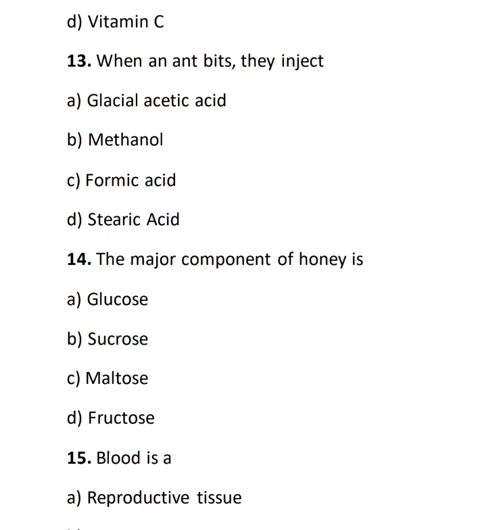 d) Vitamin C
13. When an ant bits, they inject
a) Glacial acetic acid
b) Methanol
c) Formic acid
d) Stearic Acid
14. The major component of honey is
a) Glucose
b) Sucrose
c) Maltose
d) Fructose
15. Blood is a
a) Reproductive tissue